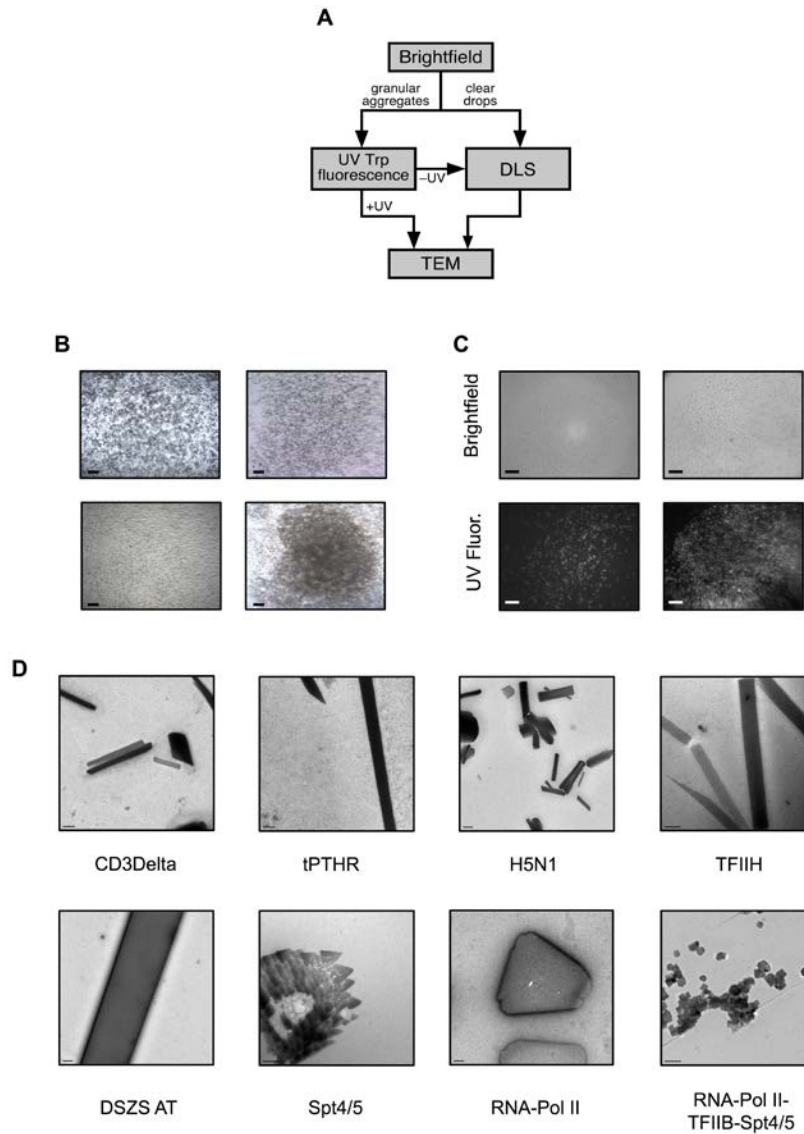 A
Brightfield
granular
aggregates
clear
drops
UV Trp
fluorescence
–UV
DLS
+UV
TEM
B
C
Brightfield
UV Fluor.
D
CD3Delta
tPTHR
H5N1
TFIIH
DSZS AT
Spt4/5
RNA-Pol II
RNA-Pol II-
TFIIB-Spt4/5